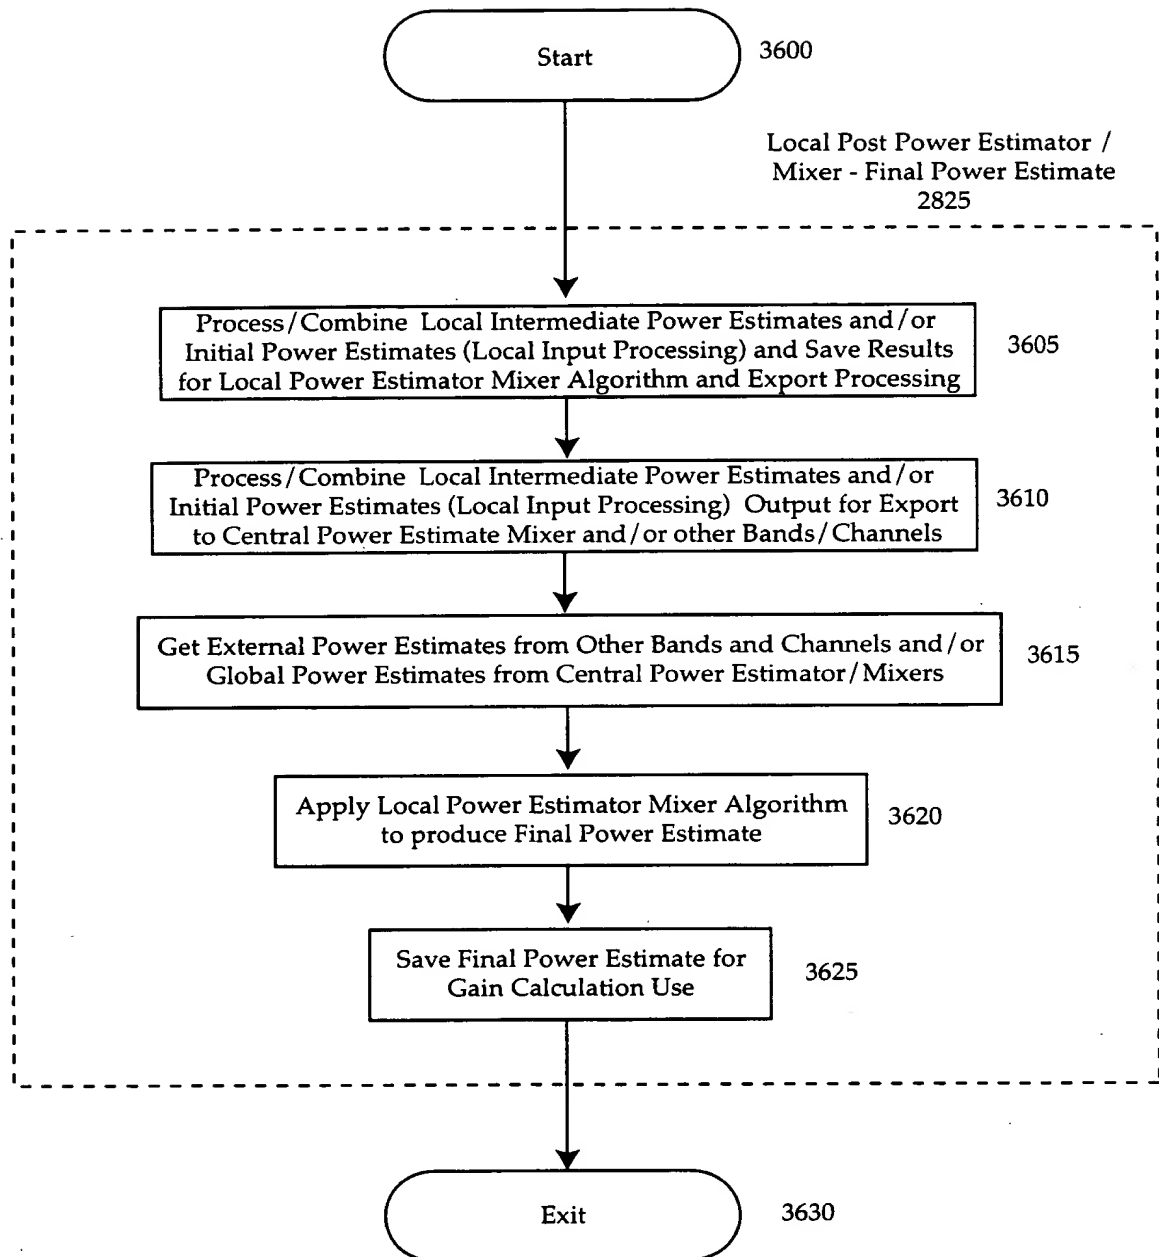 Start
3600
Local Post Power Estimator /
Mixer - Final Power Estimate
2825
Process/Combine Local Intermediate Power Estimates and/or
Initial Power Estimates (Local Input Processing) and Save Results
for Local Power Estimator Mixer Algorithm and Export Processing
3605
Process/Combine Local Intermediate Power Estimates and/or
Initial Power Estimates (Local Input Processing) Output for Export
to Central Power Estimate Mixer and/or other Bands/Channels
3610
Get External Power Estimates from Other Bands and Channels and/or
Global Power Estimates from Central Power Estimator/Mixers
3615
Apply Local Power Estimator Mixer Algorithm
to produce Final Power Estimate
3620
Save Final Power Estimate for
Gain Calculation Use
3625
Exit
3630